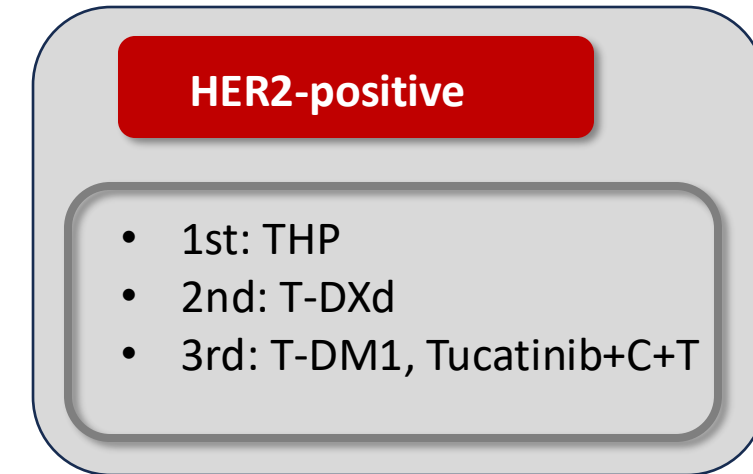 HER2-positive
• 1st: THP
• 2nd: T-DXd
• 3rd: T-DM1, Tucatinib+C+T